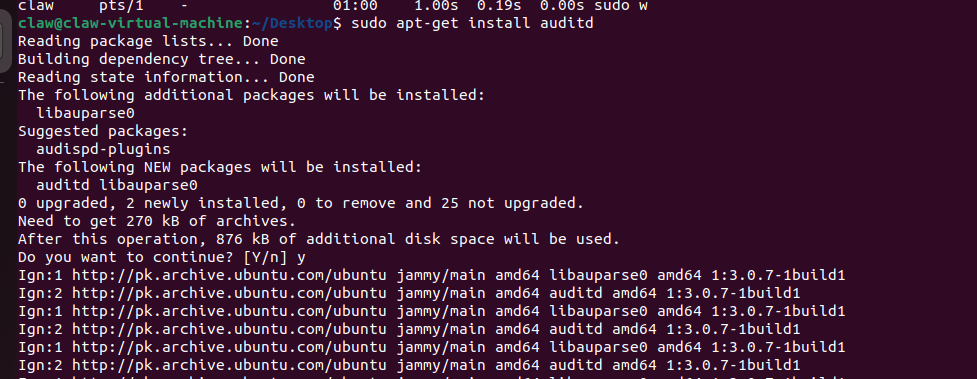 claw pts/1 - 01:00 1.00s 0.19s 0.00s sudo w
claw@claw-virtual-machine:~/Desktop$ sudo apt-get install auditd
Reading package lists... Done
Building dependency tree... Done
Reading state information... Done
The following additional packages will be installed:
  libauparse0
Suggested packages:
  audispd-plugins
The following NEW packages will be installed:
  auditd libauparse0
0 upgraded, 2 newly installed, 0 to remove and 25 not upgraded.
Need to get 270 kB of archives.
After this operation, 876 kB of additional disk space will be used.
Do you want to continue? [Y/n] y
Ign:1 http://pk.archive.ubuntu.com/ubuntu jammy/main amd64 libauparse0 amd64 1:3.0.7-1build1
Ign:2 http://pk.archive.ubuntu.com/ubuntu jammy/main amd64 auditd amd64 1:3.0.7-1build1
Ign:1 http://pk.archive.ubuntu.com/ubuntu jammy/main amd64 libauparse0 amd64 1:3.0.7-1build1
Ign:2 http://pk.archive.ubuntu.com/ubuntu jammy/main amd64 auditd amd64 1:3.0.7-1build1
Ign:1 http://pk.archive.ubuntu.com/ubuntu jammy/main amd64 libauparse0 amd64 1:3.0.7-1build1
Ign:2 http://pk.archive.ubuntu.com/ubuntu jammy/main amd64 auditd amd64 1:3.0.7-1build1